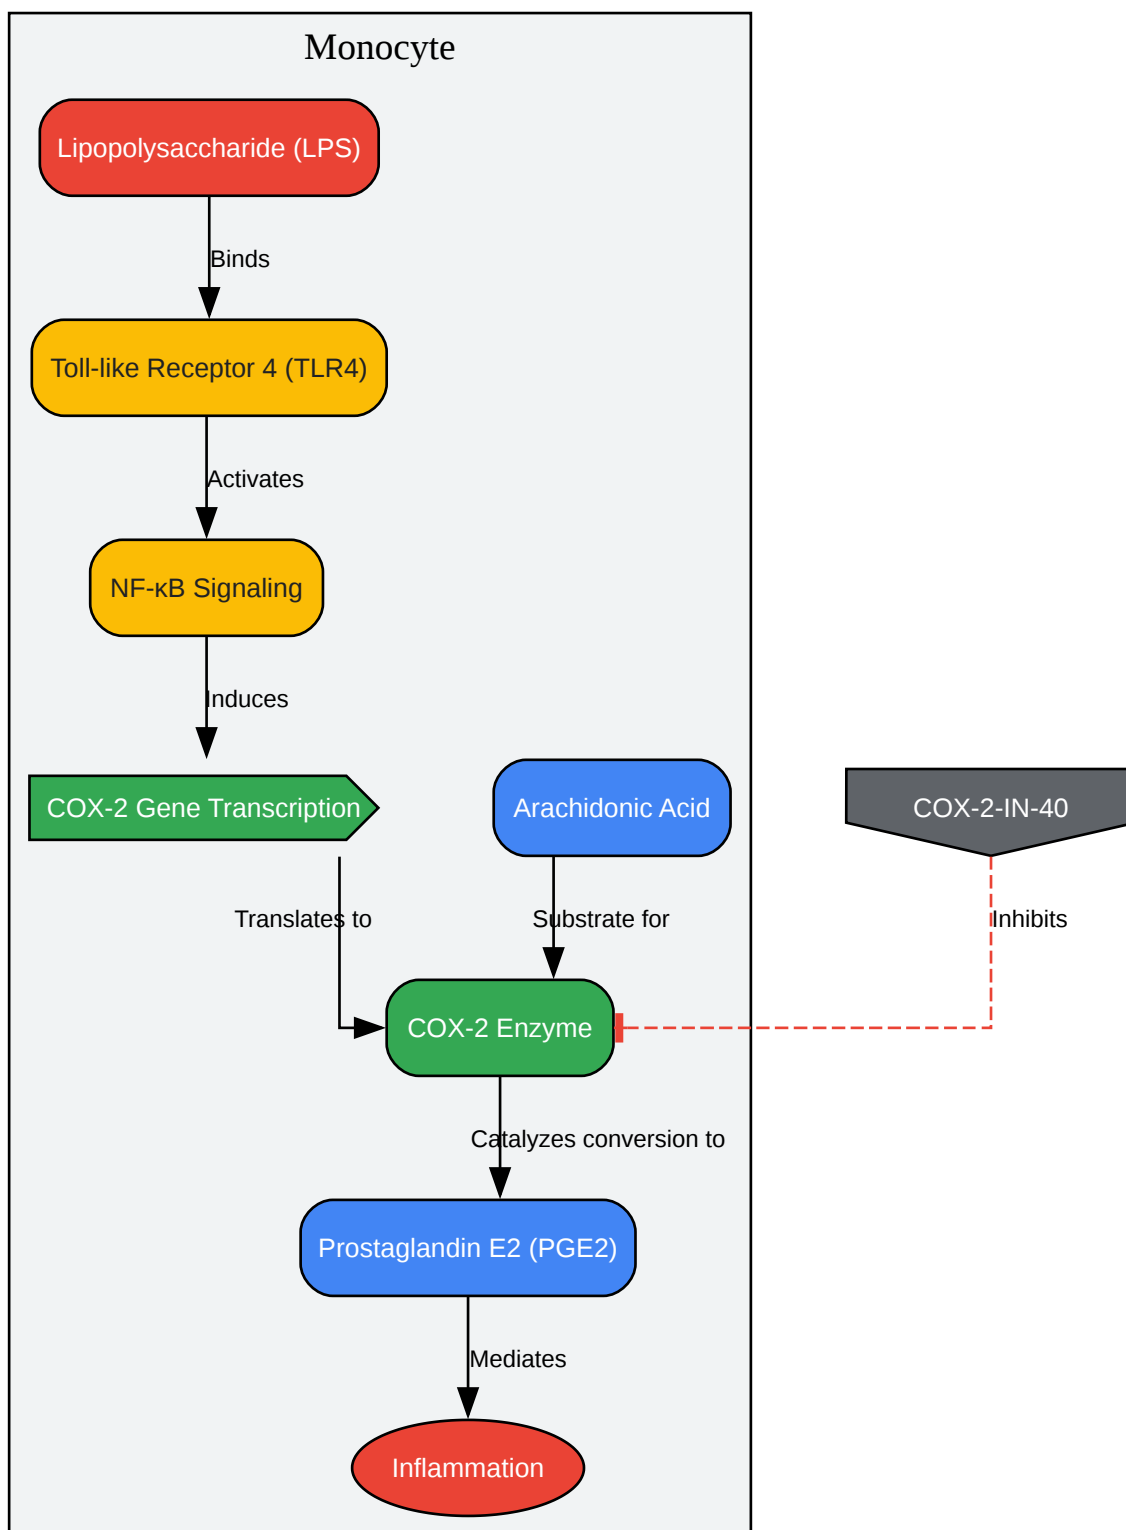 Monocyte
Lipopolysaccharide (LPS)
Binds
Toll-like Receptor 4 (TLR4)
Activates
NF-κB Signaling
Induces
COX-2 Gene Transcription
Arachidonic Acid
COX-2-IN-40
Translates to
Substrate for
Inhibits
COX-2 Enzyme
Catalyzes conversion to
Prostaglandin E2 (PGE2)
Mediates
Inflammation